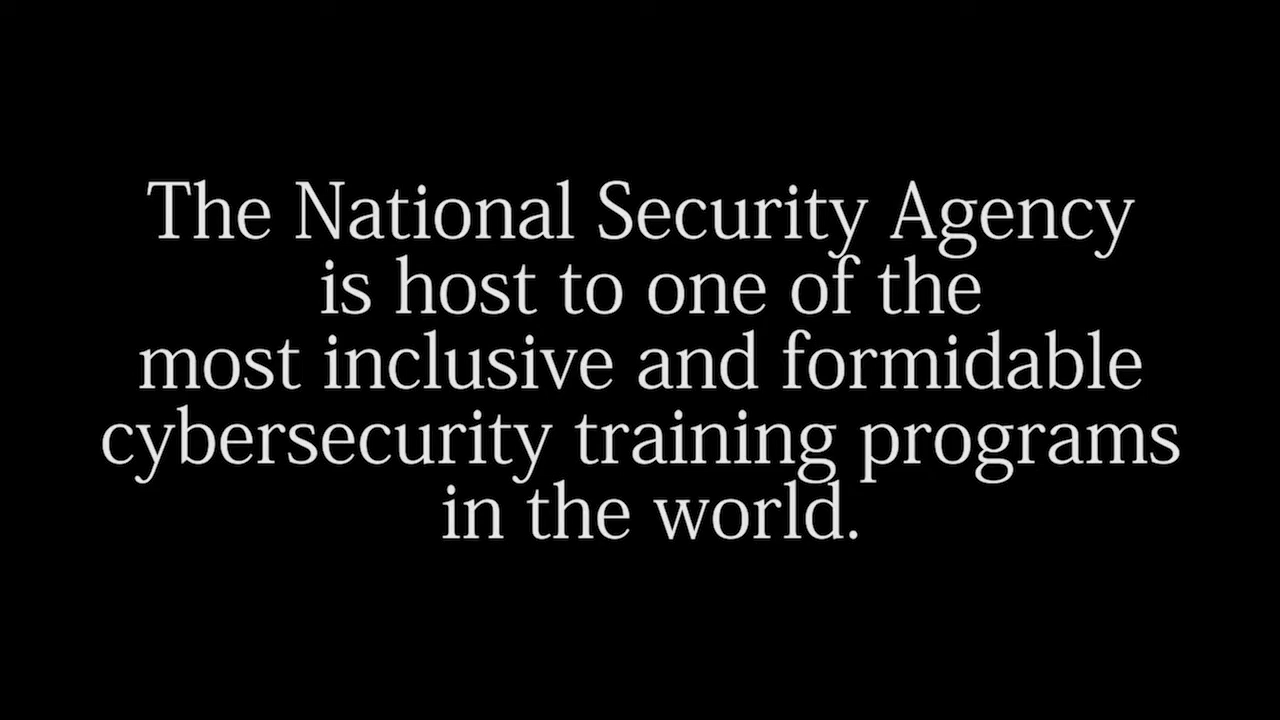 The National Security Agency
is host to one of the
most inclusive and formidable
cybersecurity training programs
in the world.